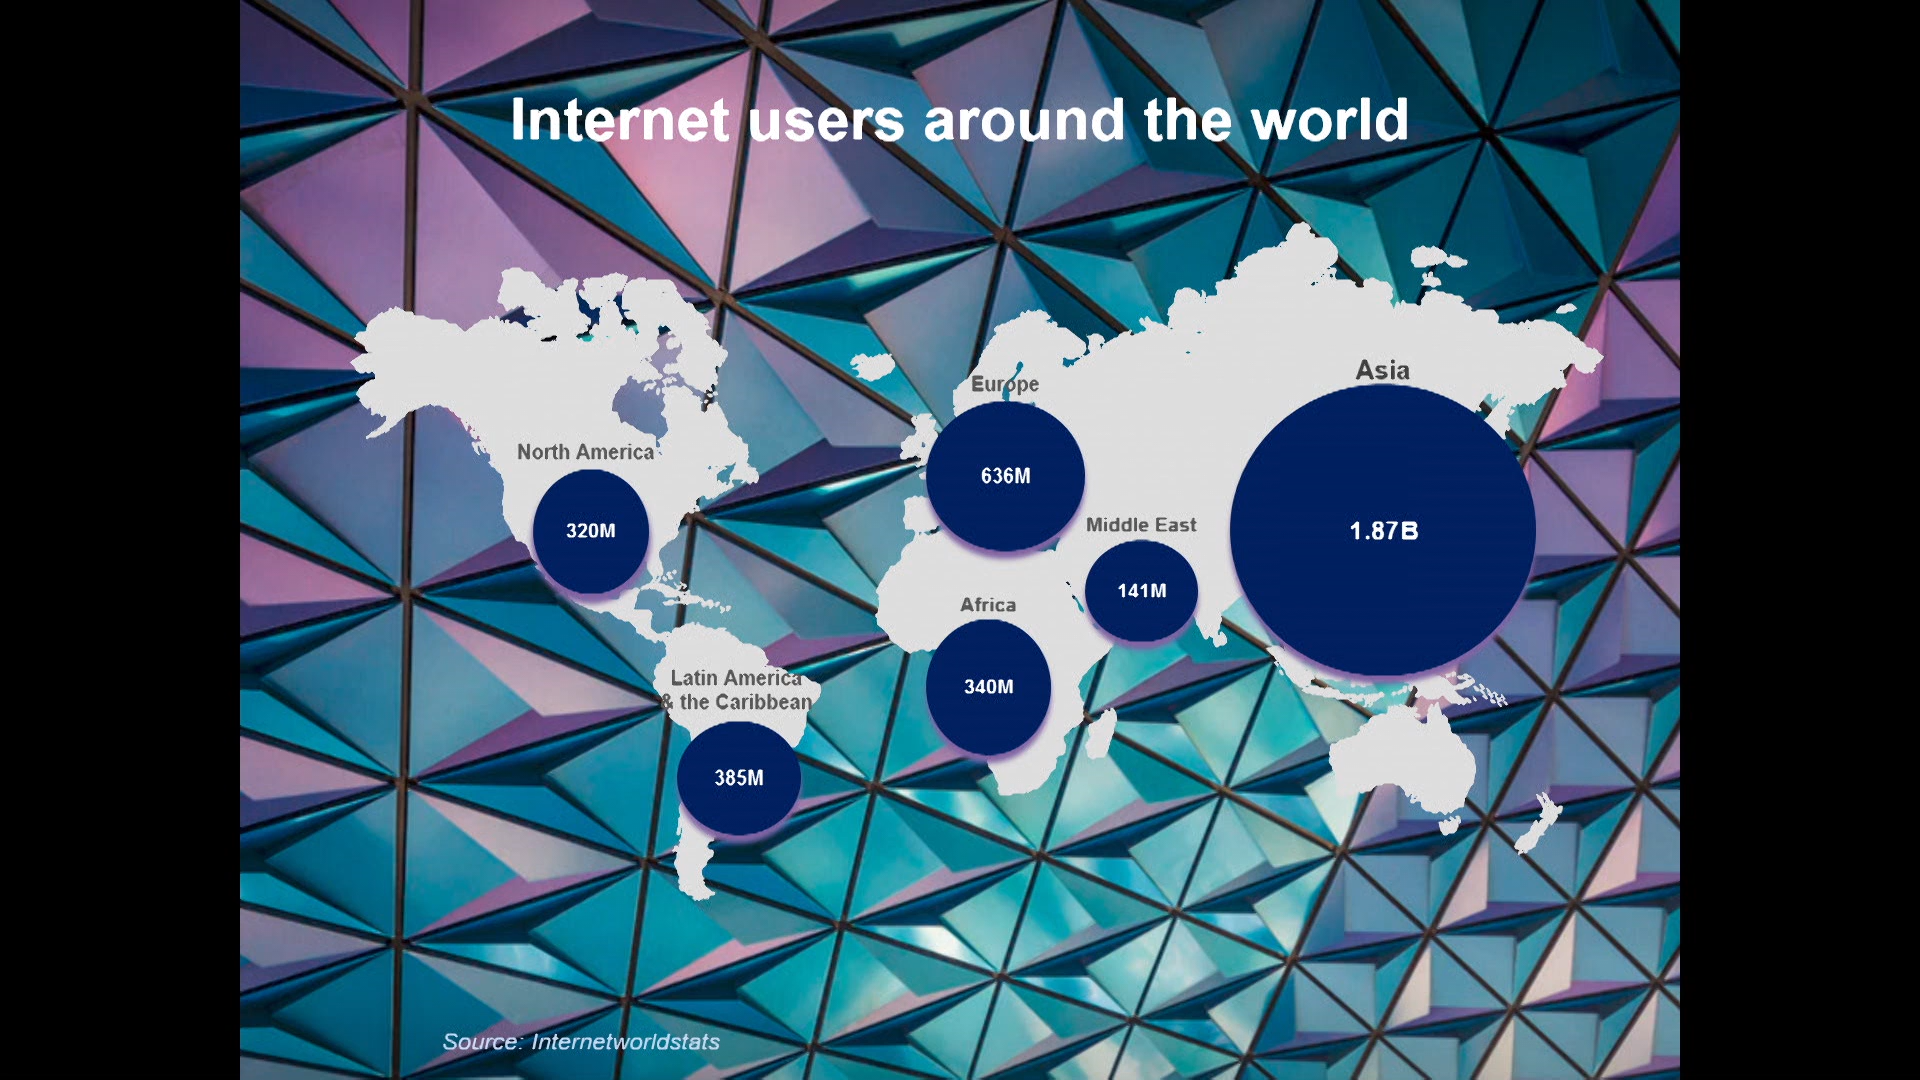 Internet users around the world
Asia
Europe
North America
636M
Middle East
320M
1.87B
141M
Africa
Latin America
& the Caribbean
340M
385M
Source: Internetworldstats